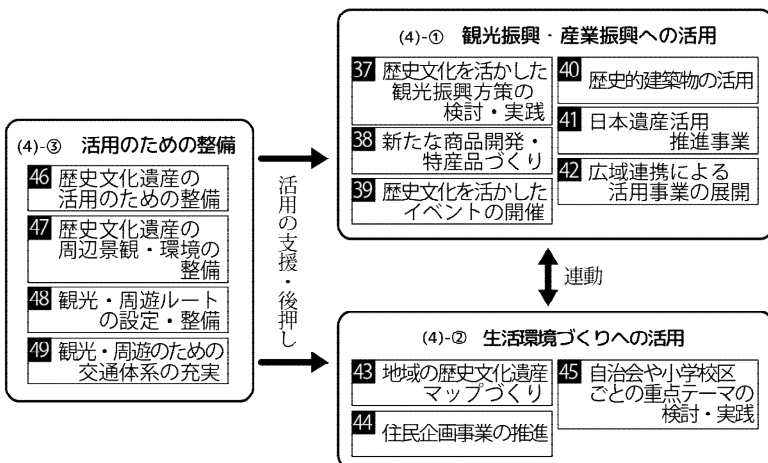 (4)-① 観光振興・産業振興への活用
37 歴史文化を活かした
観光振興方策の
検討・実践
38 新たな商品開発・
特産品づくり
39 歴史文化を活かした
イベントの開催
40 歴史的建築物の活用
41 日本遺産活用
推進事業
42 広域連携による
活用事業の展開
(4)-③ 活用のための整備
46 歴史文化遺産の
活用のための整備
47 歴史文化遺産の
周辺景観・環境の
整備
48 観光・周遊ルート
の設定・整備
49 観光・周遊のための
交通体系の充実
活用の支援・後押し
連動
(4)-② 生活環境づくりへの活用
43 地域の歴史文化遺産
マップづくり
44 住民企画事業の推進
45 自治会や小学校区
ごとの重点テーマの
検討・実践